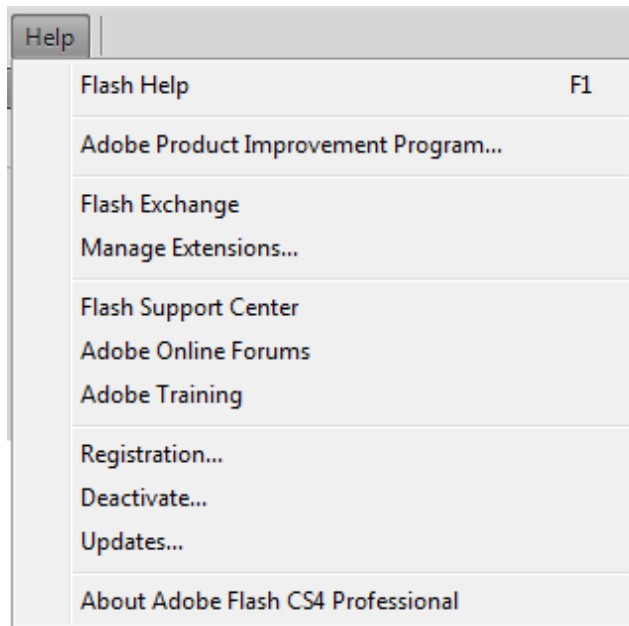 Help
Flash Help F1
Adobe Product Improvement Program...
Flash Exchange
Manage Extensions...
Flash Support Center
Adobe Online Forums
Adobe Training
Registration...
Deactivate...
Updates...
About Adobe Flash CS4 Professional